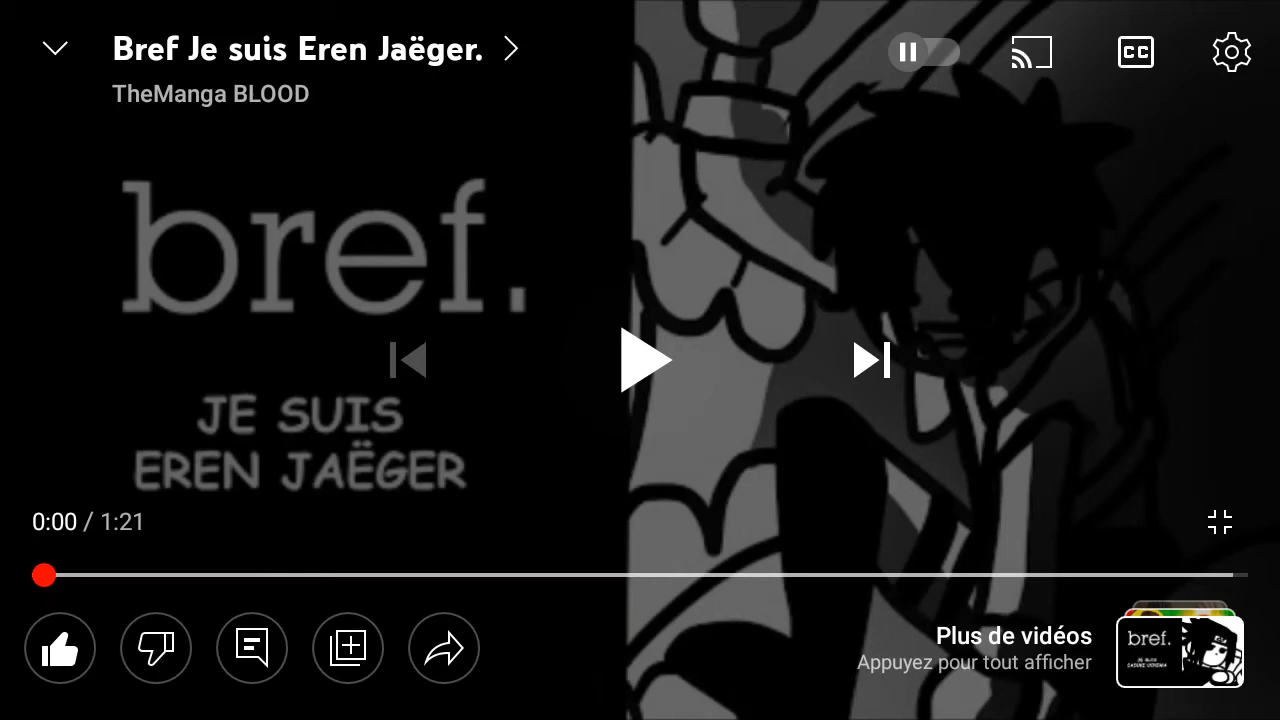 Bref Je suis Eren Jaëger.
TheManga BLOOD
CC
bref.
JE SUIS
EREN JAËGER
0:00 / 1:21
Plus de vidéos
Appuyez pour tout afficher
bref.